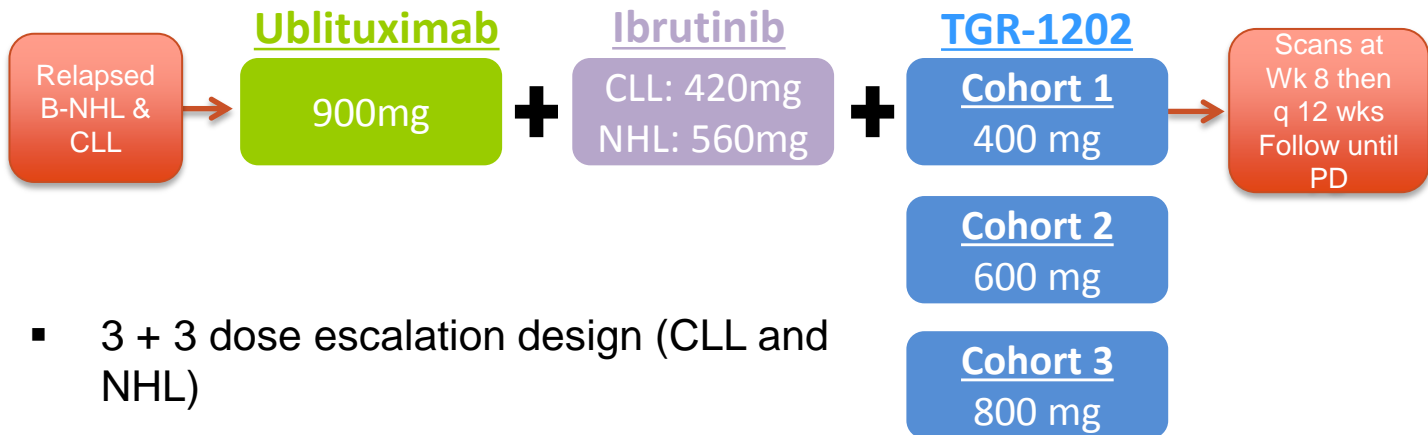 Ublituximab
Ibrutinib
TGR-1202
Relapsed
B-NHL &
CLL
900mg
CLL: 420mg
NHL: 560mg
Cohort 1
400 mg
Scans at
Wk 8 then
q 12 wks
Follow until
PD
Cohort 2
600 mg
▪ 3 + 3 dose escalation design (CLL and
NHL)
Cohort 3
800 mg